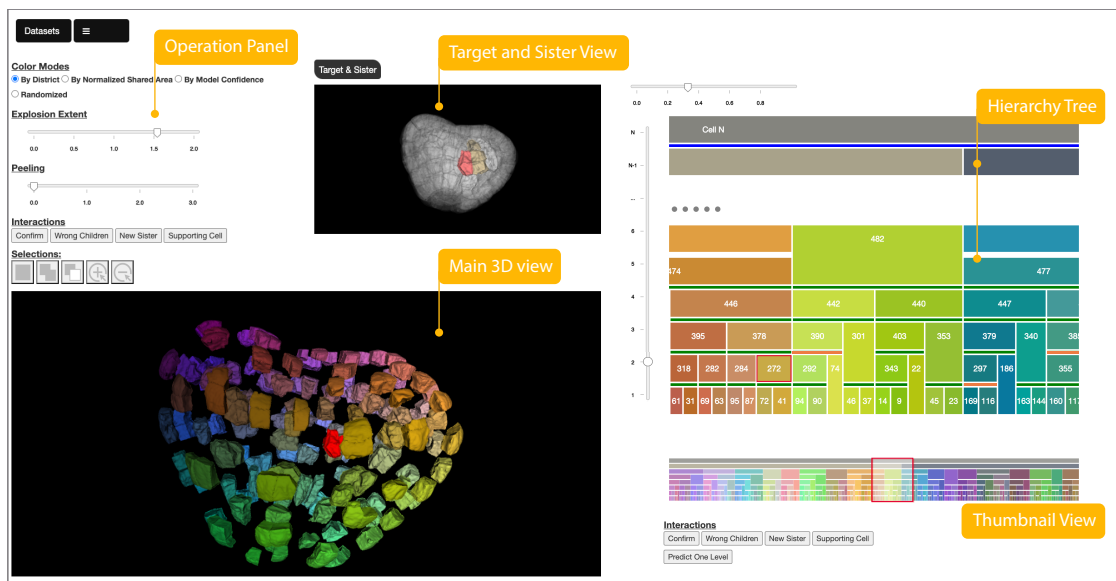 Datasets ≡
Operation Panel
Color Modes
By District By Normalized Shared Area By Model Confidence
Randomized
Explosion Extent
0.0 0.5 1.0 1.5 2.0
Peeling
0.0 1.0 2.0 3.0
Interactions
Confirm Wrong Children New Sister Supporting Cell
Selections:
Target and Sister View
Target & Sister
Main 3D view
0.0 0.2 0.4 0.6 0.8
Hierarchy Tree
N Cell N
N-1
...
6
482
5 474 477
4 446 442 440 447
3 395 378 390 301 403 353 379 340 385
2 318 282 284 272 292 74 343 22 297 186 355
1 61 31 69 63 95 87 72 41 94 90 46 37 14 9 45 23 169 116 163 144 160 117
Thumbnail View
Interactions
Confirm Wrong Children New Sister Supporting Cell
Predict One Level